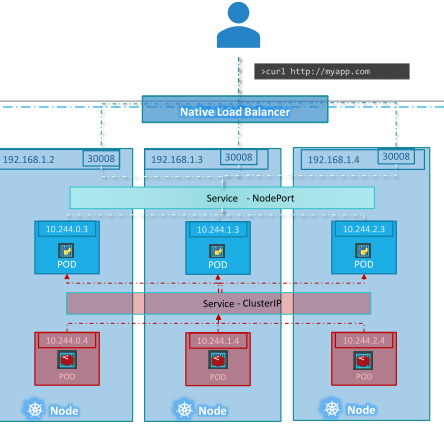 >curl http://myapp.com
Native Load Balancer
192.168.1.2
30008
192.168.1.3
30008
192.168.1.4
30008
Service - NodePort
10.244.0.3
10.244.1.3
10.244.2.3
POD
POD
POD
Service - ClusterIP
10.244.0.4
10.244.1.4
10.244.2.4
POD
POD
POD
Node
Node
Node